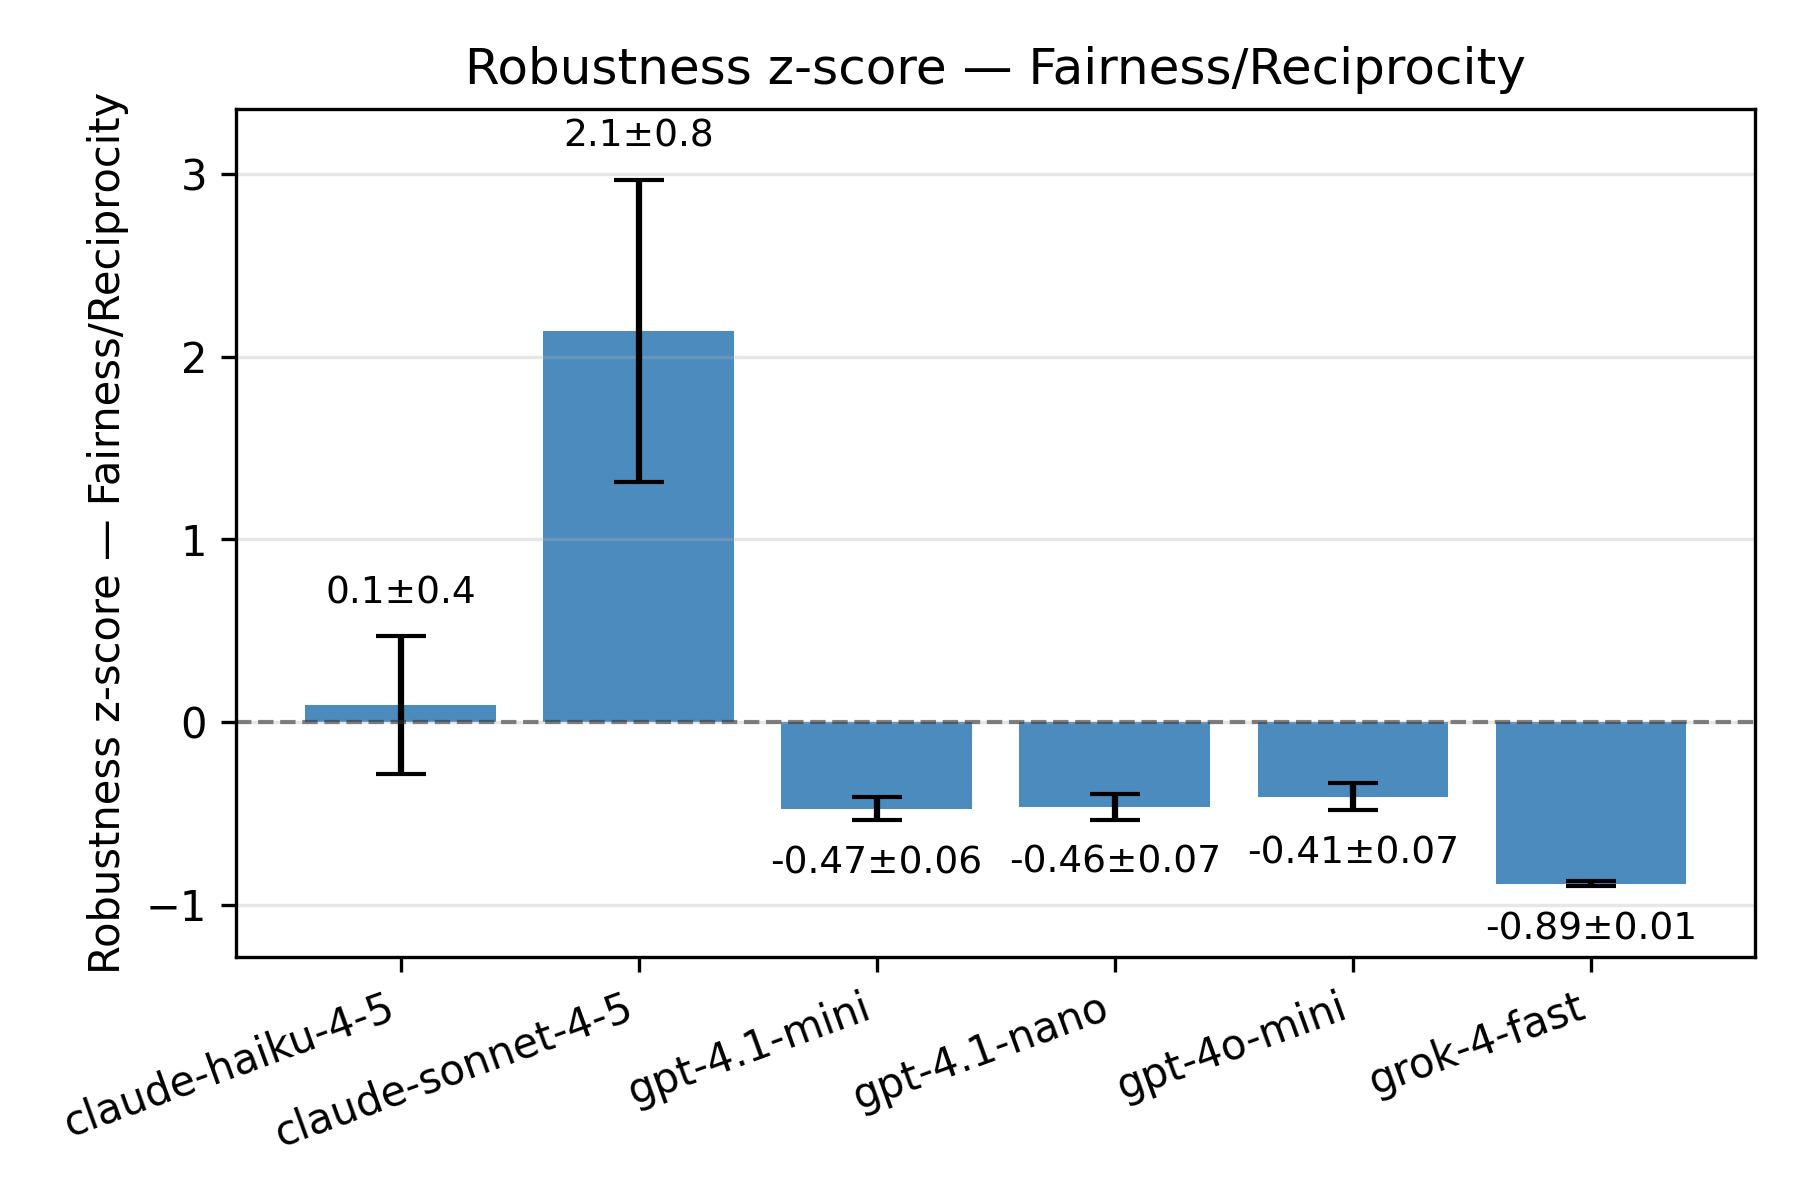 Robustness z-score — Fairness/Reciprocity
Robustness z-score — Fairness/Reciprocity
3
2
1
0
−1
2.1±0.8
0.1±0.4
-0.47±0.06
-0.46±0.07
-0.41±0.07
-0.89±0.01
claude-haiku-4-5
claude-sonnet-4-5
gpt-4.1-mini
gpt-4.1-nano
gpt-4o-mini
grok-4-fast